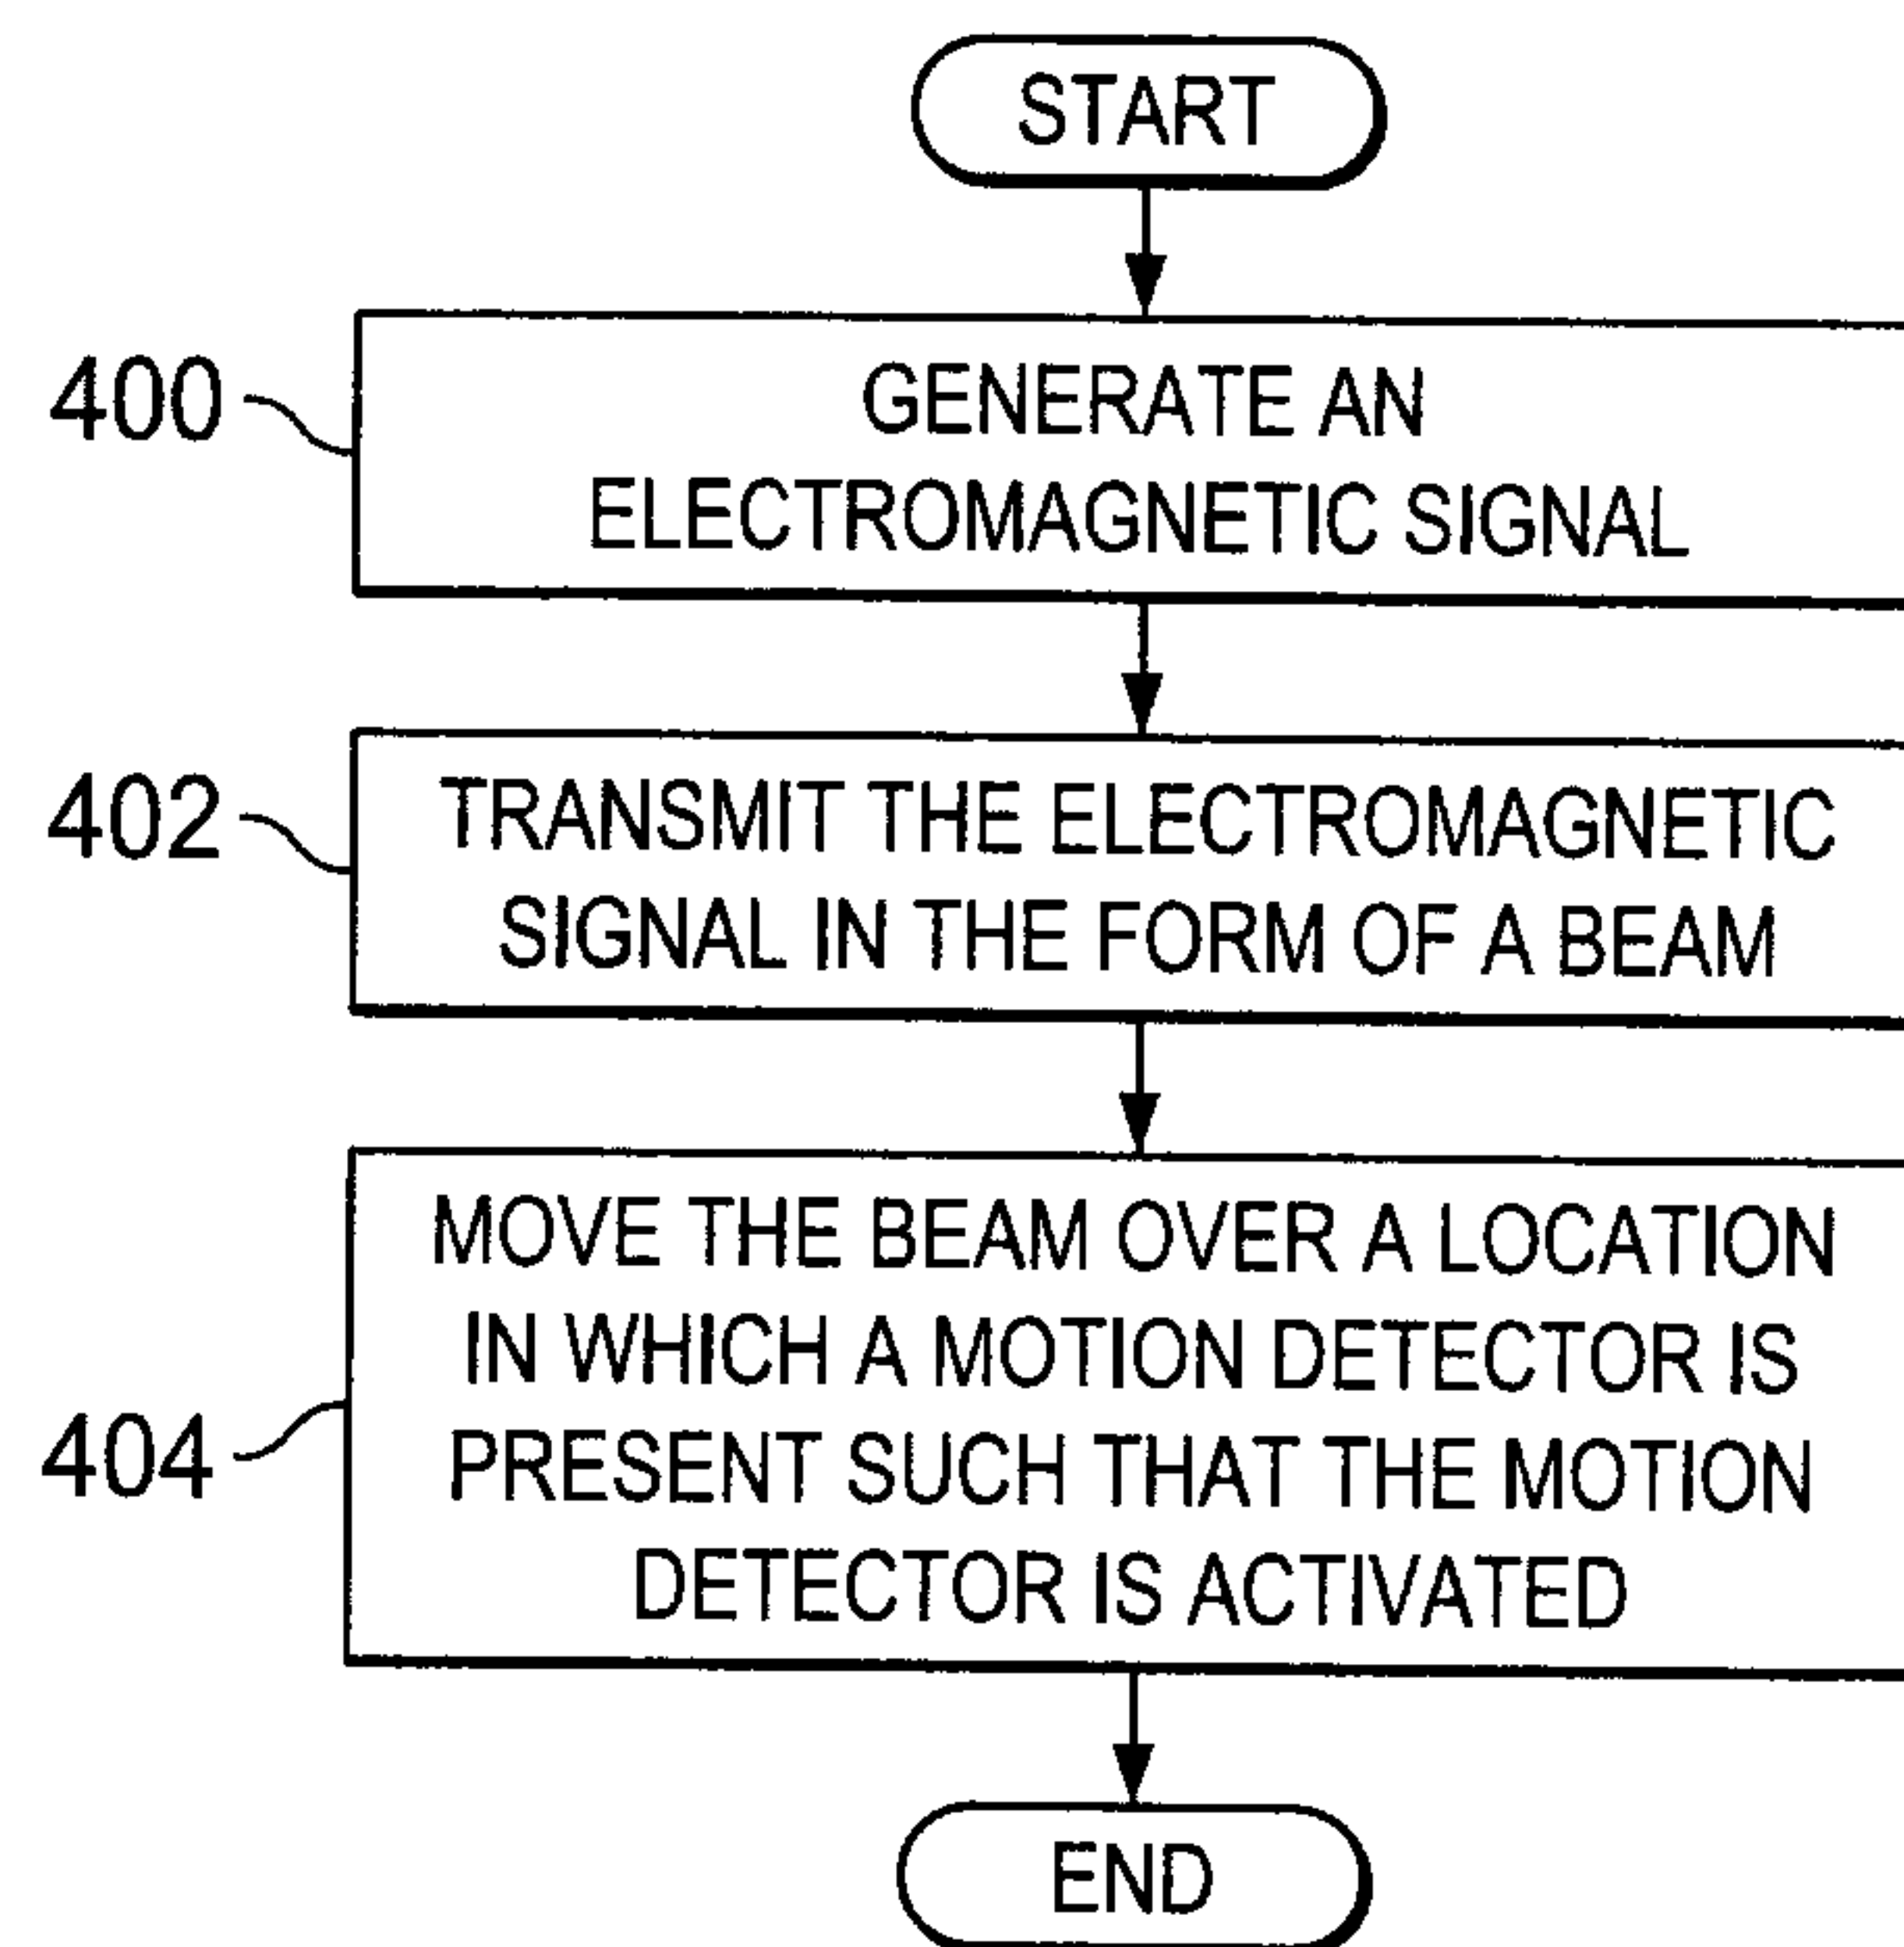 START
400
GENERATE AN
ELECTROMAGNETIC SIGNAL
402
TRANSMIT THE ELECTROMAGNETIC
SIGNAL IN THE FORM OF A BEAM
404
MOVE THE BEAM OVER A LOCATION
IN WHICH A MOTION DETECTOR IS
PRESENT SUCH THAT THE MOTION
DETECTOR IS ACTIVATED
END